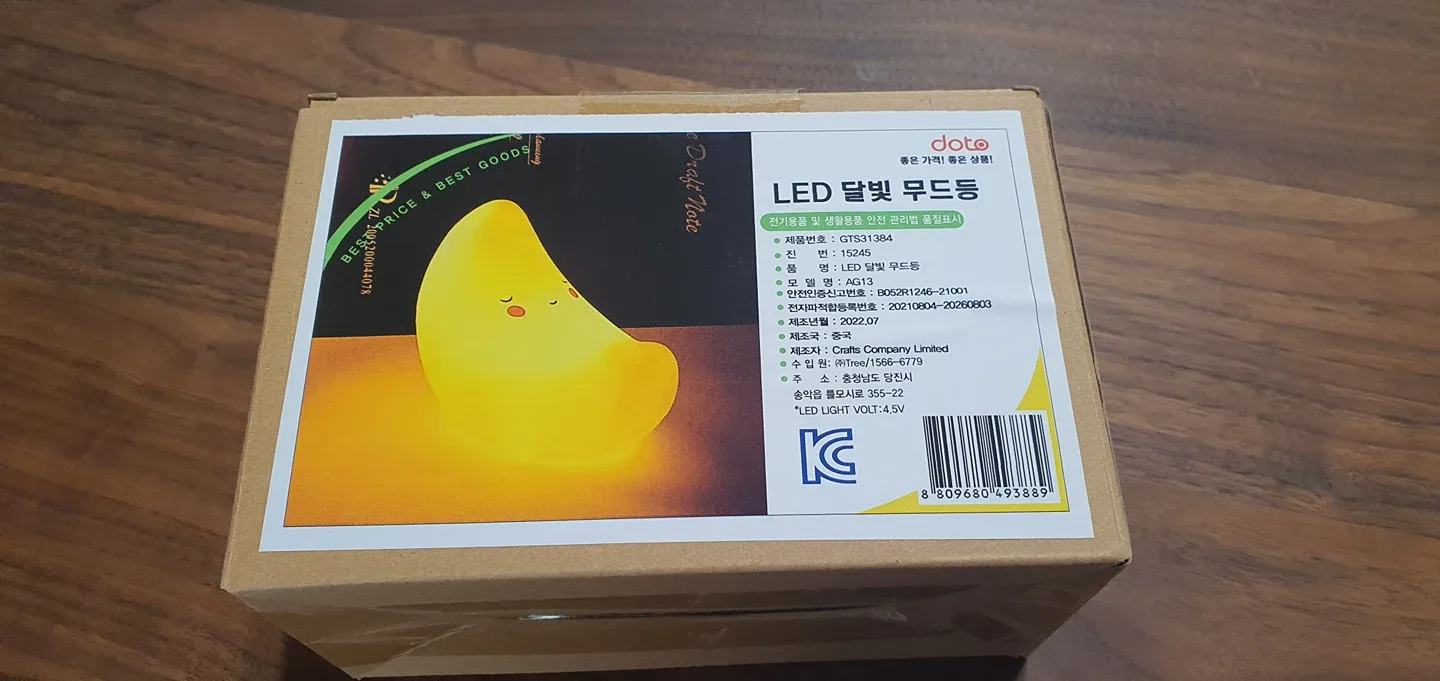 BEST PRICE & BEST GOODS
ZL 2005200044078
e Draft Note
doto
좋은 가격! 좋은 상품!
LED 달빛 무드등
전기용품 및 생활용품 안전 관리법 품질표시
제품번호 : GTS31384
진 번 : 15245
품 명 : LED 달빛 무드등
모 델 명 : AG13
안전인증신고번호 : B052R1246-21001
전자파적합등록번호 : 20210804-20260803
제조년월 : 2022.07
제조국 : 중국
제조자 : Crafts Company Limited
수 입 원: ㈜Tree/1566-6779
주 소 : 충청남도 당진시
송악읍 틀모시로 355-22
*LED LIGHT VOLT:4.5V
8 809680 493889